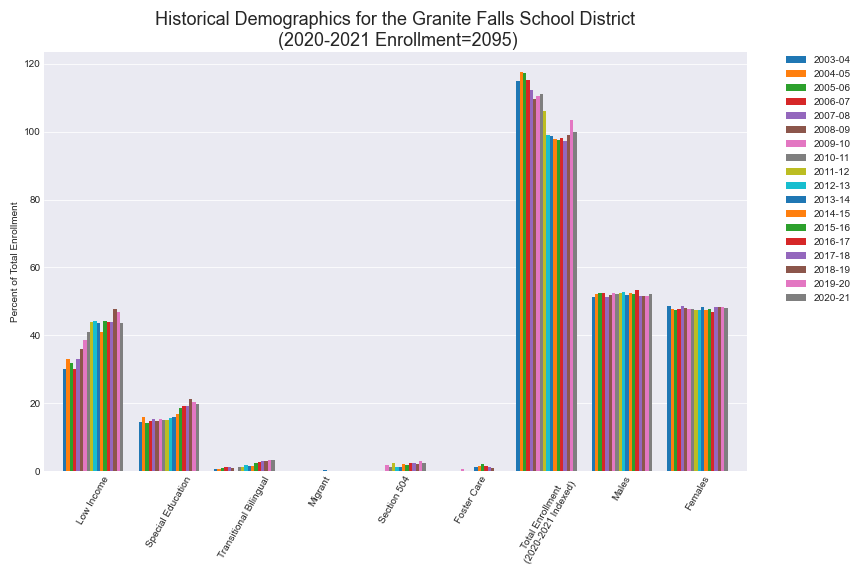 Historical Demographics for the Granite Falls School District
(2020-2021 Enrollment=2095)
Percent of Total Enrollment
120
100
80
60
40
20
0
Low Income
Special Education
Transitional Bilingual
Migrant
Section 504
Foster Care
Total Enrollment
(2020-2021 Indexed)
Males
Females
2003-04
2004-05
2005-06
2006-07
2007-08
2008-09
2009-10
2010-11
2011-12
2012-13
2013-14
2014-15
2015-16
2016-17
2017-18
2018-19
2019-20
2020-21